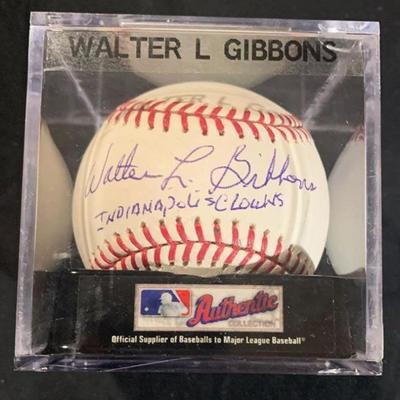 WALTER L GIBBONS
Walter L. Gibbons
INDIANAPOLIS CLOWNS
Authentic
COLLECTION
Official Supplier of Baseballs to Major League Baseball®